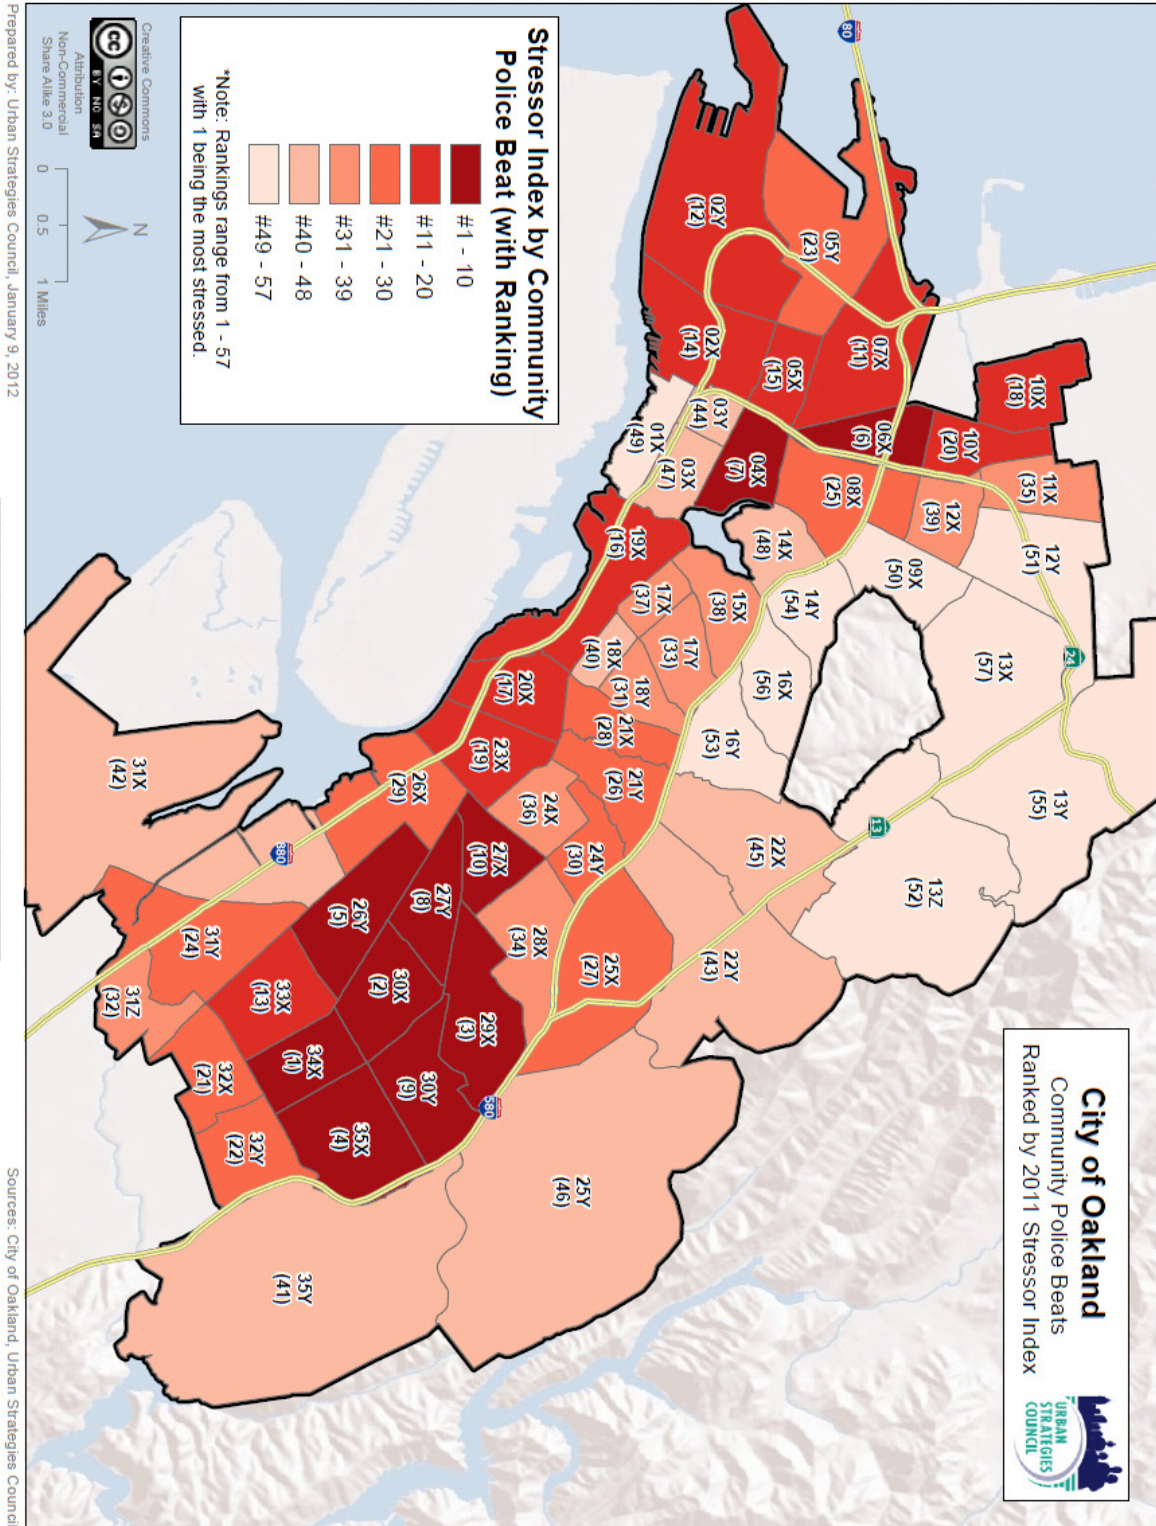 City of Oakland
Community Police Beats
Ranked by 2011 Stressor Index
URBAN
STRATEGIES
COUNCIL
80
24
13
580
880
10X
(18)
10Y
(20)
11X
(35)
12Y
(51)
13X
(57)
13Y
(55)
07X
(11)
06X
(6)
08X
(25)
12X
(39)
09X
(50)
13Z
(52)
05Y
(23)
05X
(15)
04X
(7)
14X
(48)
14Y
(54)
16X
(56)
22X
(45)
02Y
(12)
02X
(14)
03Y
(44)
03X
(47)
01X
(49)
19X
(16)
15X
(38)
17X
(37)
17Y
(33)
16Y
(53)
22Y
(43)
18X
(40)
18Y
(31)
21X
(28)
21Y
(26)
24Y
(30)
25X
(27)
20X
(17)
23X
(19)
24X
(36)
27X
(10)
28X
(34)
25Y
(46)
26X
(29)
27Y
(8)
29X
(3)
26Y
(5)
30X
(2)
30Y
(9)
31X
(42)
31Y
(24)
33X
(13)
34X
(1)
35X
(4)
31Z
(32)
32X
(21)
32Y
(22)
35Y
(41)
Stressor Index by Community
Police Beat (with Ranking)
#1 - 10
#11 - 20
#21 - 30
#31 - 39
#40 - 48
#49 - 57
*Note: Rankings range from 1 - 57
with 1 being the most stressed.
Creative Commons
cc
BY NC SA
Attribution
Non-Commercial
Share Alike 3.0
N
0 0.5 1 Miles
Prepared by: Urban Strategies Council, January 9, 2012
Sources: City of Oakland, Urban Strategies Council